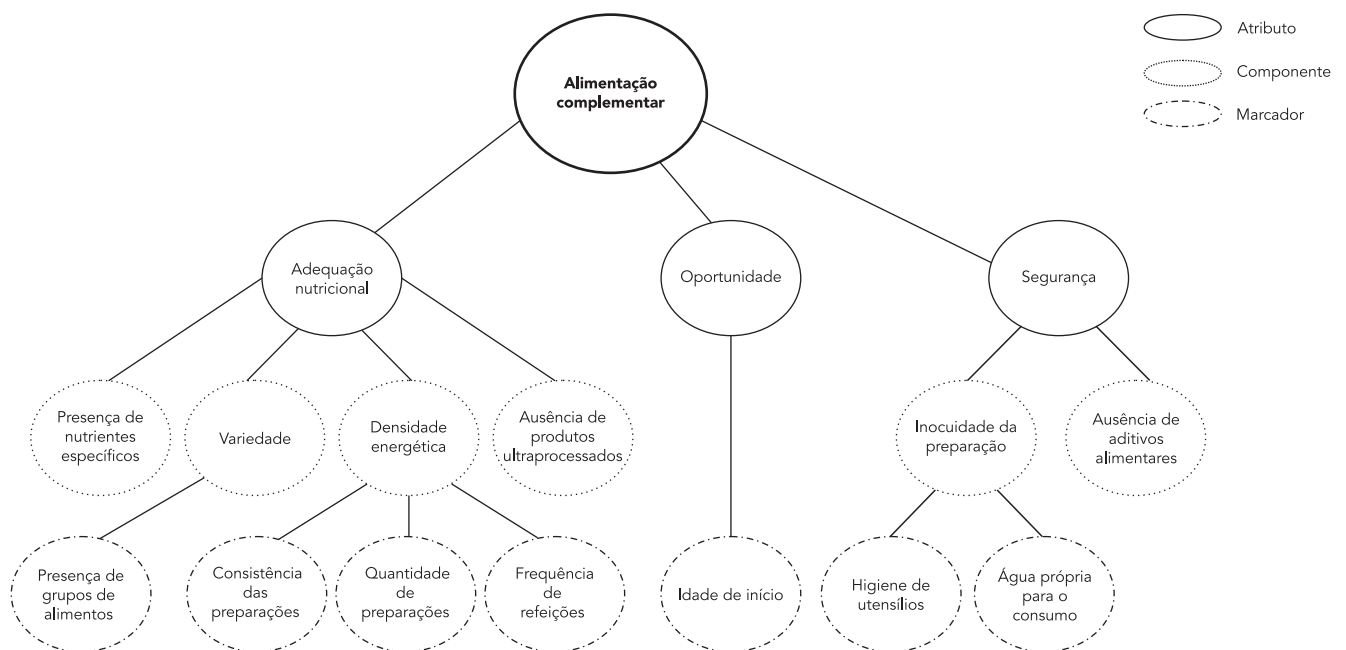 Alimentação
complementar
Atributo
Componente
Marcador
Adequação
nutricional
Oportunidade
Segurança
Presença de
nutrientes
específicos
Variedade
Densidade
energética
Ausência de
produtos
ultraprocessados
Inocuidade da
preparação
Ausência de
aditivos
alimentares
Presença de
grupos de
alimentos
Consistência
das
preparações
Quantidade
de
preparações
Frequência
de
refeições
Idade de início
Higiene de
utensílios
Água própria
para o
consumo